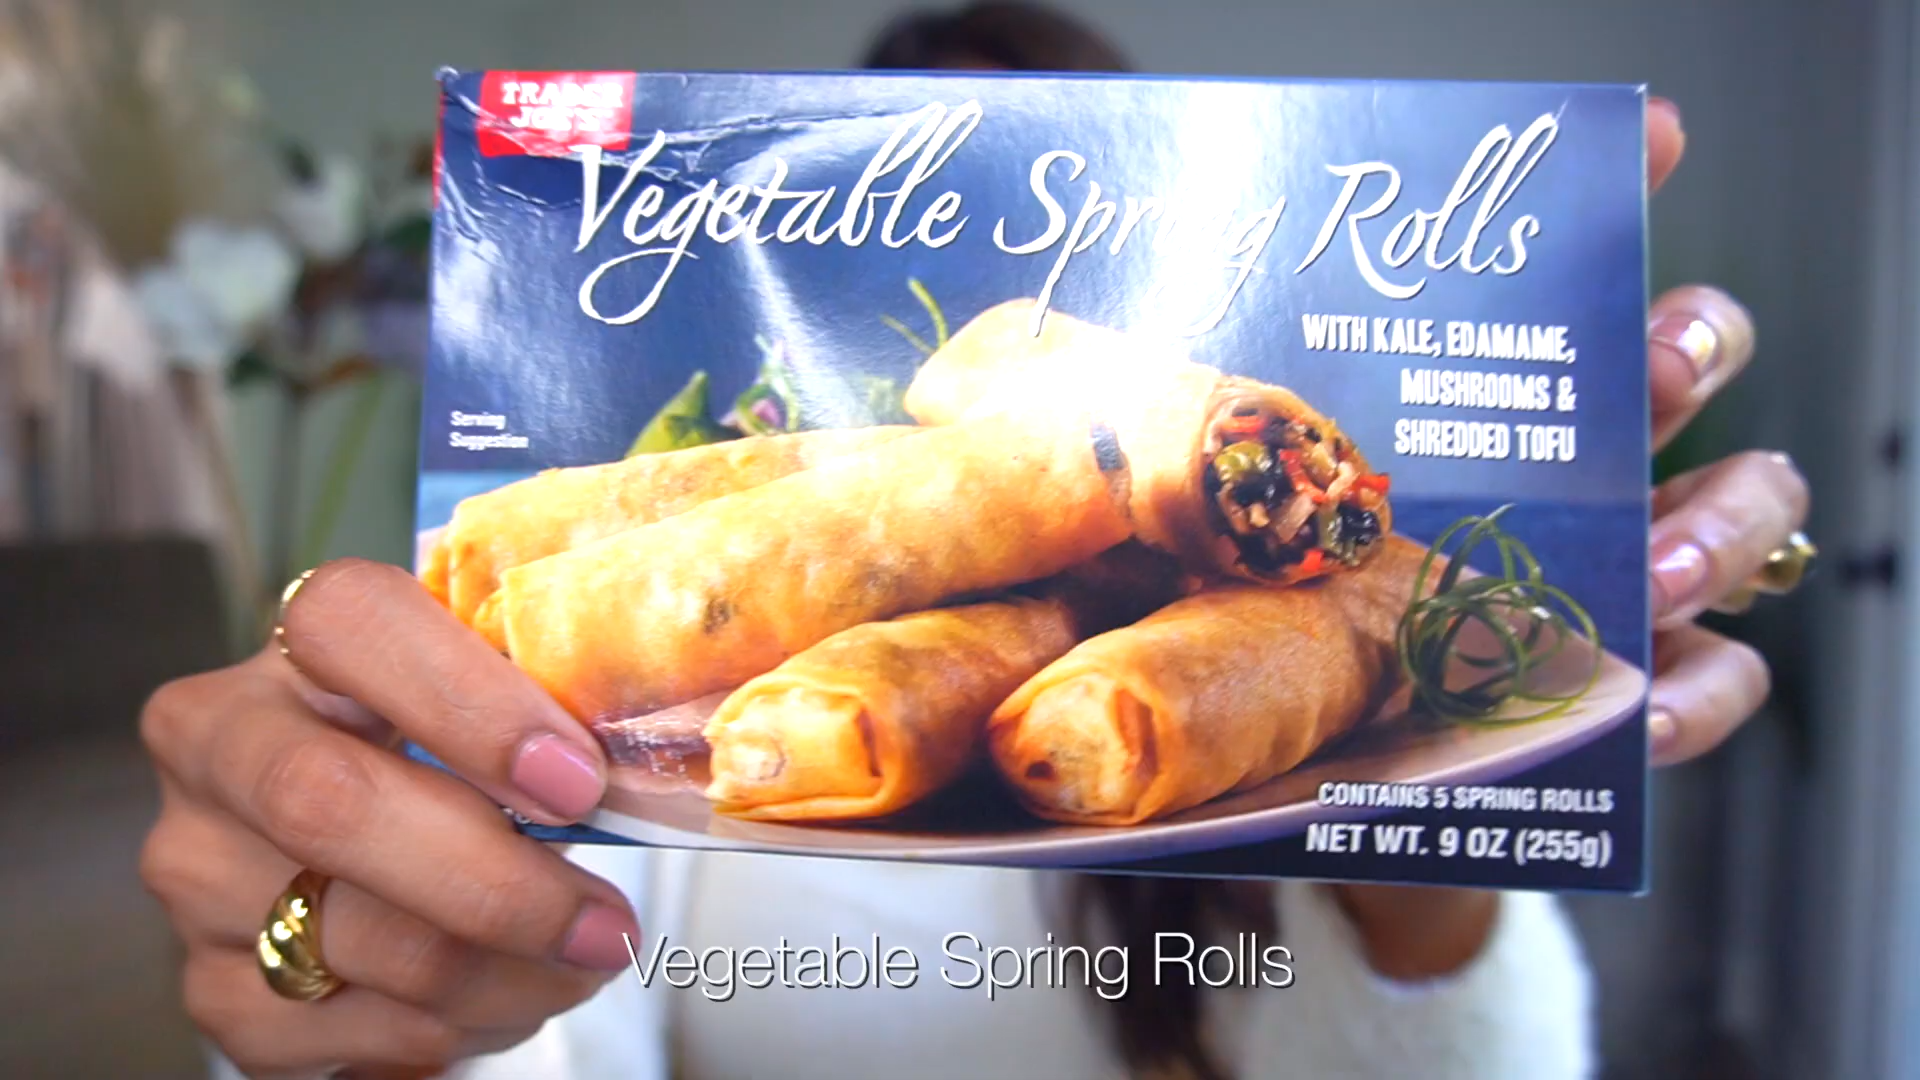 TRADER
JOE'S
Vegetable Spring Rolls
WITH KALE, EDAMAME,
MUSHROOMS &
SHREDDED TOFU
Serving
Suggestion
CONTAINS 5 SPRING ROLLS
NET WT. 9 OZ (255g)
Vegetable Spring Rolls